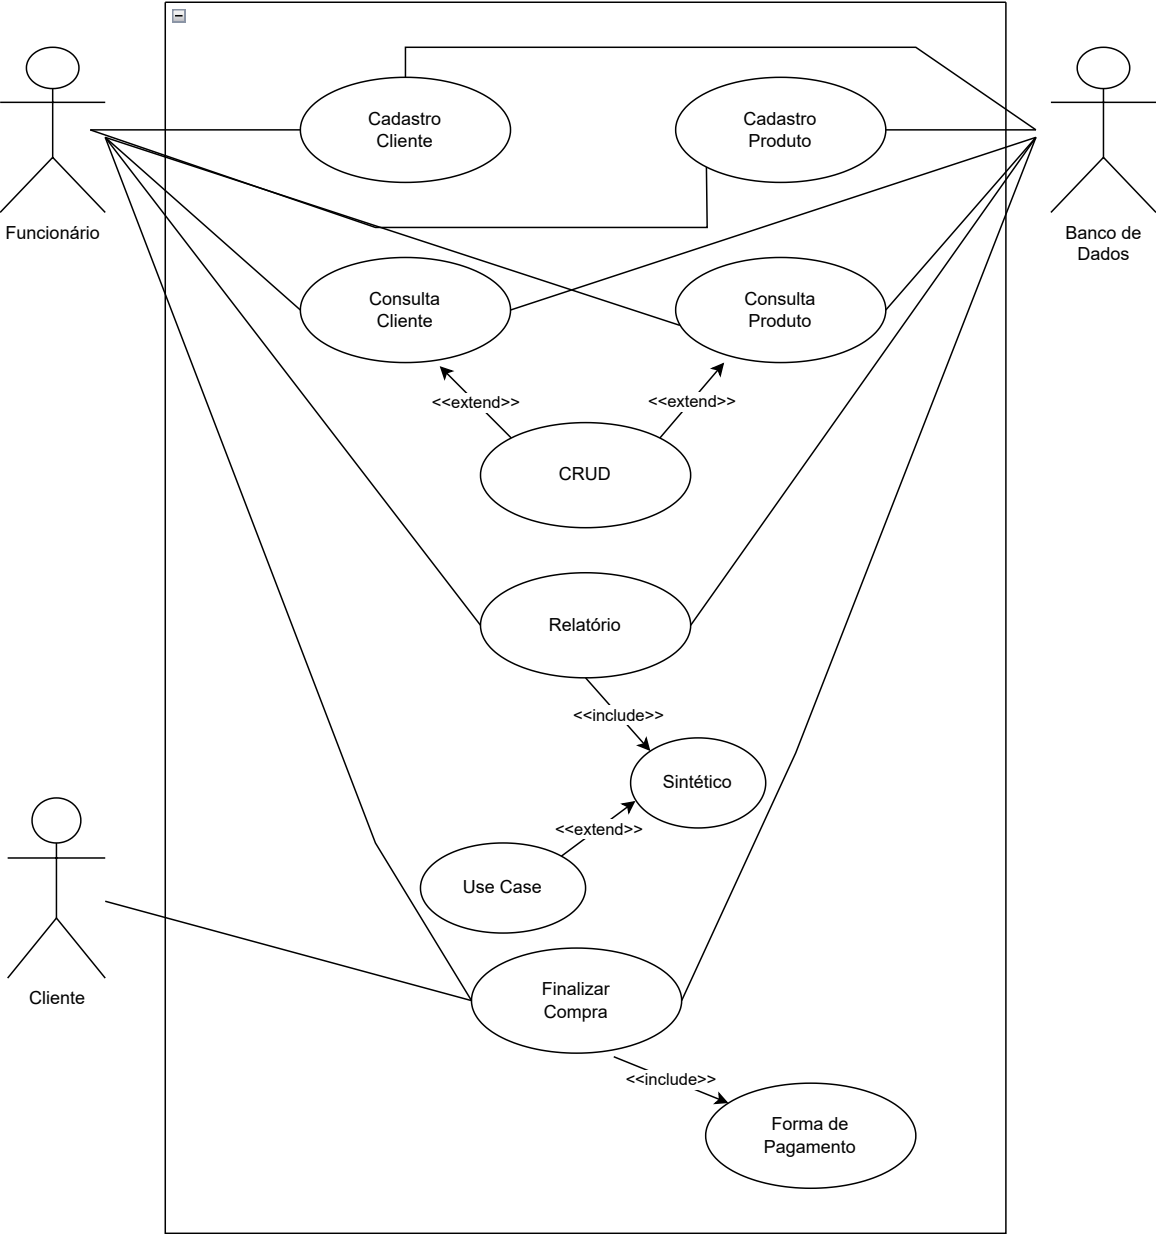 Cadastro
Cliente
Cadastro
Produto
Funcionário
Banco de
Dados
Consulta
Cliente
Consulta
Produto
<<extend>>
<<extend>>
CRUD
Relatório
<<include>>
Sintético
<<extend>>
Use Case
Cliente
Finalizar
Compra
<<include>>
Forma de
Pagamento